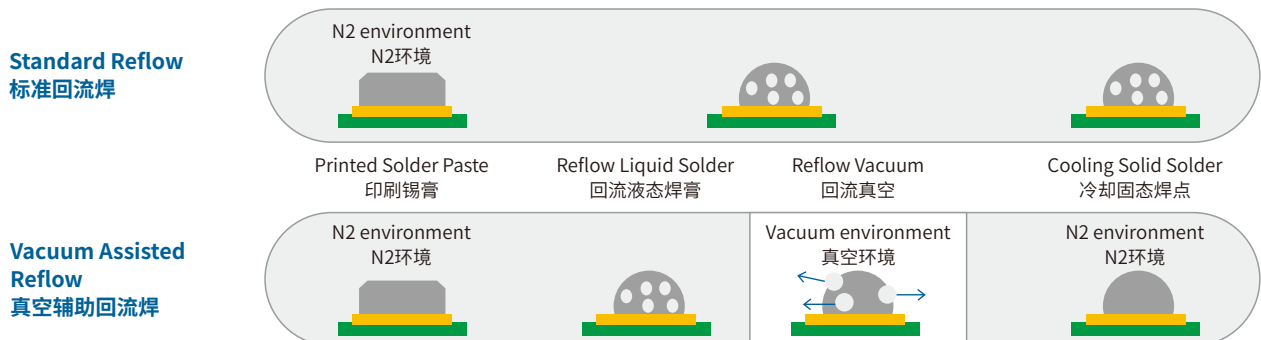 Standard Reflow
标准回流焊
N2 environment
N2环境
Printed Solder Paste
印刷锡膏
Reflow Liquid Solder
回流液态焊膏
Reflow Vacuum
回流真空
Cooling Solid Solder
冷却固态焊点
Vacuum Assisted
Reflow
真空辅助回流焊
N2 environment
N2环境
Vacuum environment
真空环境
N2 environment
N2环境